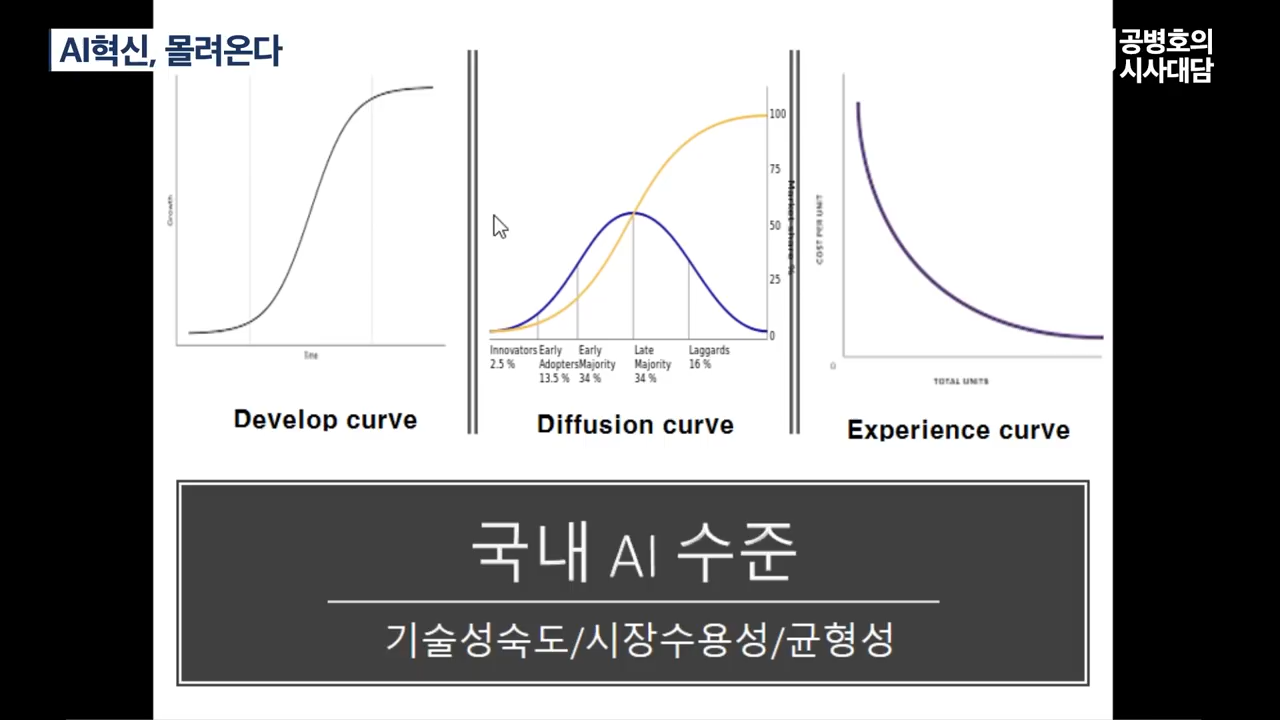 AI혁신, 몰려온다
공병호의
시사대담
Growth
Time
Develop curve
100
75
50
25
0
Market share %
Innovators
2.5 %
Early
Adopters
13.5 %
Early
Majority
34 %
Late
Majority
34 %
Laggards
16 %
Diffusion curve
COST PER UNIT
0
TOTAL UNITS
Experience curve
국내 AI 수준
기술성숙도/시장수용성/균형성